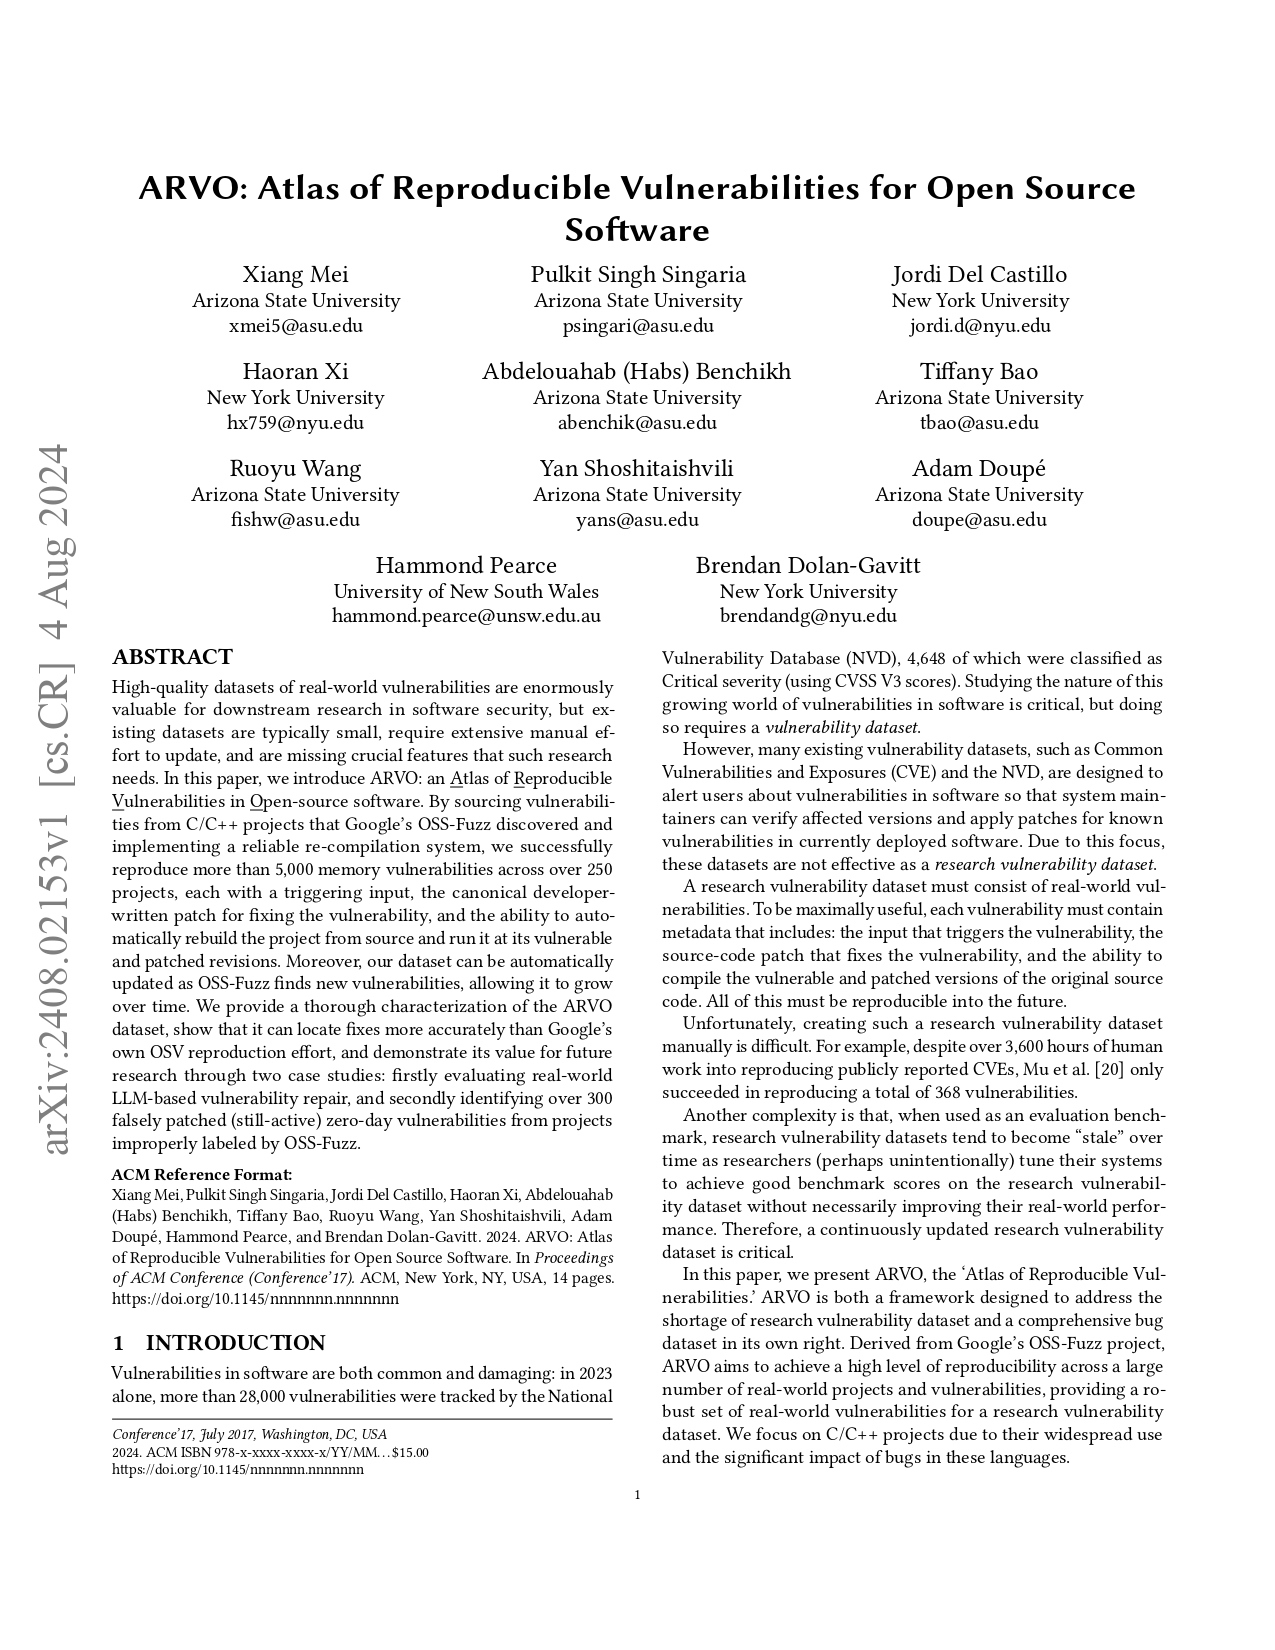 arXiv:2408.02153v1 [cs.CR] 4 Aug 2024
ARVO: Atlas of Reproducible Vulnerabilities for Open Source
Software
Xiang Mei
Arizona State University
xmei5@asu.edu
Pulkit Singh Singaria
Arizona State University
psingari@asu.edu
Jordi Del Castillo
New York University
jordi.d@nyu.edu
Haoran Xi
New York University
hx759@nyu.edu
Abdelouahab (Habs) Benchikh
Arizona State University
abenchik@asu.edu
Tiffany Bao
Arizona State University
tbao@asu.edu
Ruoyu Wang
Arizona State University
fishw@asu.edu
Yan Shoshitaishvili
Arizona State University
yans@asu.edu
Adam Doupé
Arizona State University
doupe@asu.edu
Hammond Pearce
University of New South Wales
hammond.pearce@unsw.edu.au
Brendan Dolan-Gavitt
New York University
brendandg@nyu.edu
ABSTRACT
High-quality datasets of real-world vulnerabilities are enormously
valuable for downstream research in software security, but ex-
isting datasets are typically small, require extensive manual ef-
fort to update, and are missing crucial features that such research
needs. In this paper, we introduce ARVO: an Atlas of Reproducible
Vulnerabilities in Open-source software. By sourcing vulnerabili-
ties from C/C++ projects that Google's OSS-Fuzz discovered and
implementing a reliable re-compilation system, we successfully
reproduce more than 5,000 memory vulnerabilities across over 250
projects, each with a triggering input, the canonical developer-
written patch for fixing the vulnerability, and the ability to auto-
matically rebuild the project from source and run it at its vulnerable
and patched revisions. Moreover, our dataset can be automatically
updated as OSS-Fuzz finds new vulnerabilities, allowing it to grow
over time. We provide a thorough characterization of the ARVO
dataset, show that it can locate fixes more accurately than Google's
own OSV reproduction effort, and demonstrate its value for future
research through two case studies: firstly evaluating real-world
LLM-based vulnerability repair, and secondly identifying over 300
falsely patched (still-active) zero-day vulnerabilities from projects
improperly labeled by OSS-Fuzz.
ACM Reference Format:
Xiang Mei, Pulkit Singh Singaria, Jordi Del Castillo, Haoran Xi, Abdelouahab
(Habs) Benchikh, Tiffany Bao, Ruoyu Wang, Yan Shoshitaishvili, Adam
Doupé, Hammond Pearce, and Brendan Dolan-Gavitt. 2024. ARVO: Atlas
of Reproducible Vulnerabilities for Open Source Software. In Proceedings
of ACM Conference (Conference'17). ACM, New York, NY, USA, 14 pages.
https://doi.org/10.1145/nnnnnnn.nnnnnnn
1 INTRODUCTION
Vulnerabilities in software are both common and damaging: in 2023
alone, more than 28,000 vulnerabilities were tracked by the National
Conference'17, July 2017, Washington, DC, USA
2024. ACM ISBN 978-x-xxxx-xxxx-x/YY/MM...$15.00
https://doi.org/10.1145/nnnnnnn.nnnnnnn
Vulnerability Database (NVD), 4,648 of which were classified as
Critical severity (using CVSS V3 scores). Studying the nature of this
growing world of vulnerabilities in software is critical, but doing
so requires a vulnerability dataset.
However, many existing vulnerability datasets, such as Common
Vulnerabilities and Exposures (CVE) and the NVD, are designed to
alert users about vulnerabilities in software so that system main-
tainers can verify affected versions and apply patches for known
vulnerabilities in currently deployed software. Due to this focus,
these datasets are not effective as a research vulnerability dataset.
A research vulnerability dataset must consist of real-world vul-
nerabilities. To be maximally useful, each vulnerability must contain
metadata that includes: the input that triggers the vulnerability, the
source-code patch that fixes the vulnerability, and the ability to
compile the vulnerable and patched versions of the original source
code. All of this must be reproducible into the future.
Unfortunately, creating such a research vulnerability dataset
manually is difficult. For example, despite over 3,600 hours of human
work into reproducing publicly reported CVEs, Mu et al. [20] only
succeeded in reproducing a total of 368 vulnerabilities.
Another complexity is that, when used as an evaluation bench-
mark, research vulnerability datasets tend to become “stale” over
time as researchers (perhaps unintentionally) tune their systems
to achieve good benchmark scores on the research vulnerabil-
ity dataset without necessarily improving their real-world perfor-
mance. Therefore, a continuously updated research vulnerability
dataset is critical.
In this paper, we present ARVO, the ‘Atlas of Reproducible Vul-
nerabilities.’ ARVO is both a framework designed to address the
shortage of research vulnerability dataset and a comprehensive bug
dataset in its own right. Derived from Google's OSS-Fuzz project,
ARVO aims to achieve a high level of reproducibility across a large
number of real-world projects and vulnerabilities, providing a ro-
bust set of real-world vulnerabilities for a research vulnerability
dataset. We focus on C/C++ projects due to their widespread use
and the significant impact of bugs in these languages.
1